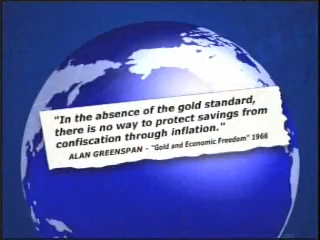 "In the absence of the gold standard,
there is no way to protect savings from
confiscation through inflation."
ALAN GREENSPAN - "Gold and Economic Freedom" 1966